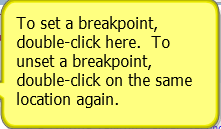 To set a breakpoint,
double-click here.  To
unset a breakpoint,
double-click on the same
location again.